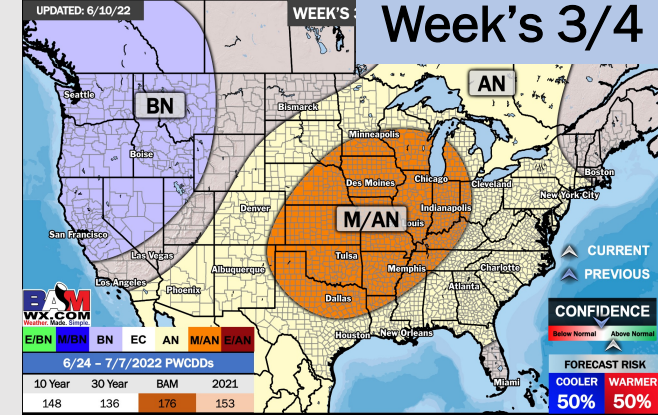 UPDATED: 6/10/22
WEEK'S 3
Week's 3/4
BN
AN
M/AN
Seattle
Bismarck
Minneapolis
Boise
Boston
Des Moines
Chicago
Cleveland
New York City
Denver
Indianapolis
ouis
San Francisco
Las Vegas
Tulsa
Charlotte
Albuquerque
Memphis
Los Angeles
Phoenix
Atlanta
Dallas
Houston
New Orleans
Miami
CURRENT
PREVIOUS
CONFIDENCE
Below Normal
Above Normal
FORECAST RISK
COOLER
WARMER
50%
50%
BAM
WX.COM
Weather. Made. Simple.
E/BN M/BN BN EC AN M/AN E/AN
6/24 – 7/7/2022 PWCDDs
10 Year 30 Year BAM 2021
148 136 176 153